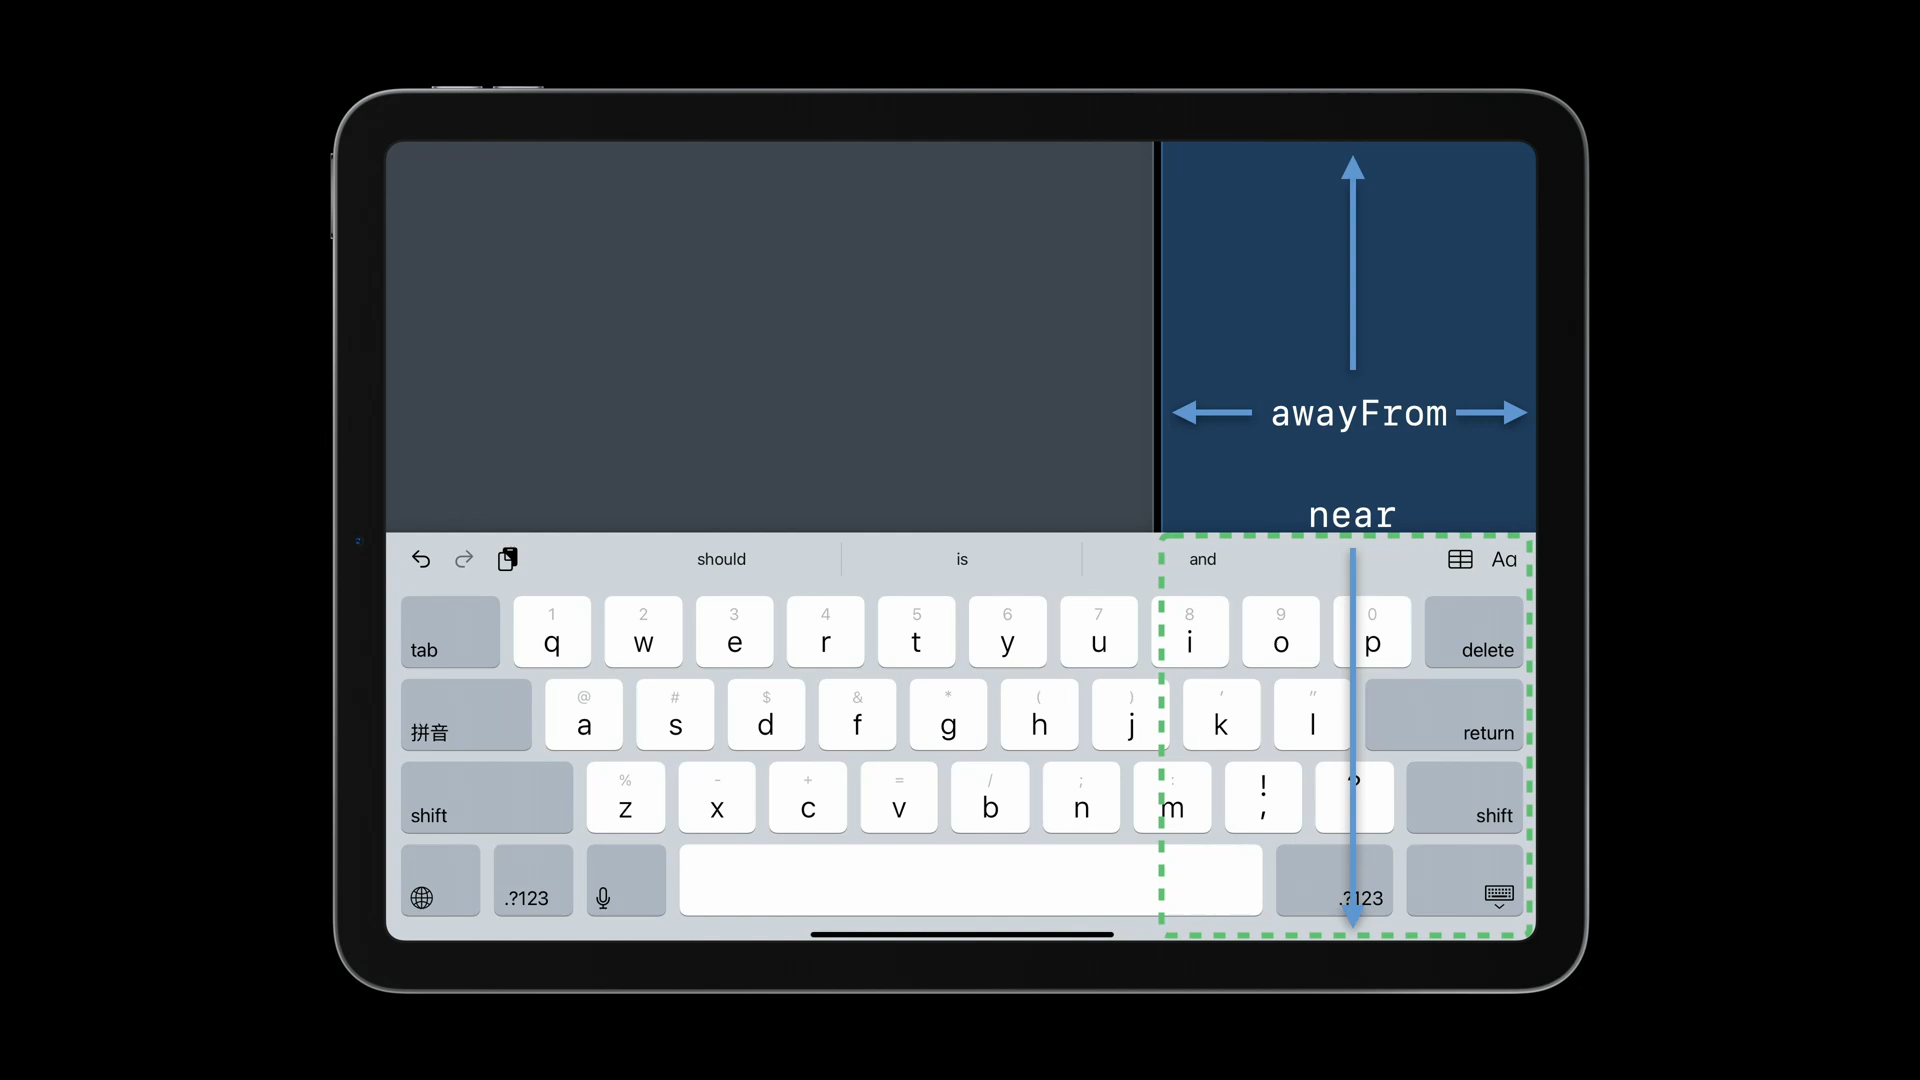 awayFrom
near
should is and Aa
1 2 3 4 5 6 7 8 9 0
tab q w e r t y u i o p delete
@ # $ & * ( ) ' "
拼音 a s d f g h j k l return
% - + = / ; : !
shift z x c v b n m , shift
.?123 .?123